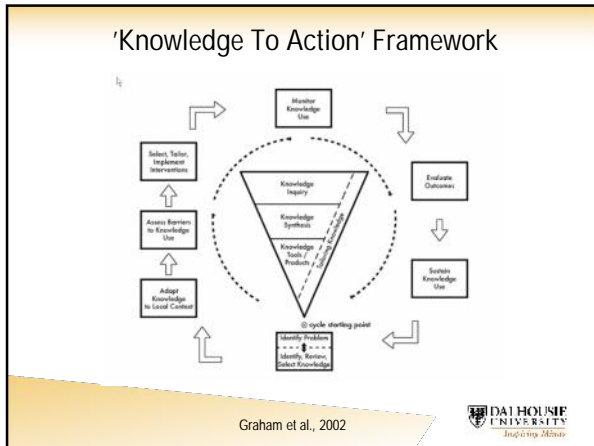 'Knowledge To Action' Framework
Monitor
Knowledge
Use
Select, Tailor,
Implement
Interventions
Evaluate
Outcomes
Knowledge
Inquiry
Knowledge
Synthesis
Knowledge
Tools /
Products
Tailoring Knowledge
Assess Barriers
to Knowledge
Use
Adapt
Knowledge
to Local Context
Sustain
Knowledge
Use
cycle starting point
Identify Problem
Identify, Review,
Select Knowledge
Graham et al., 2002
DALHOUSIE
UNIVERSITY
Inspiring Minds